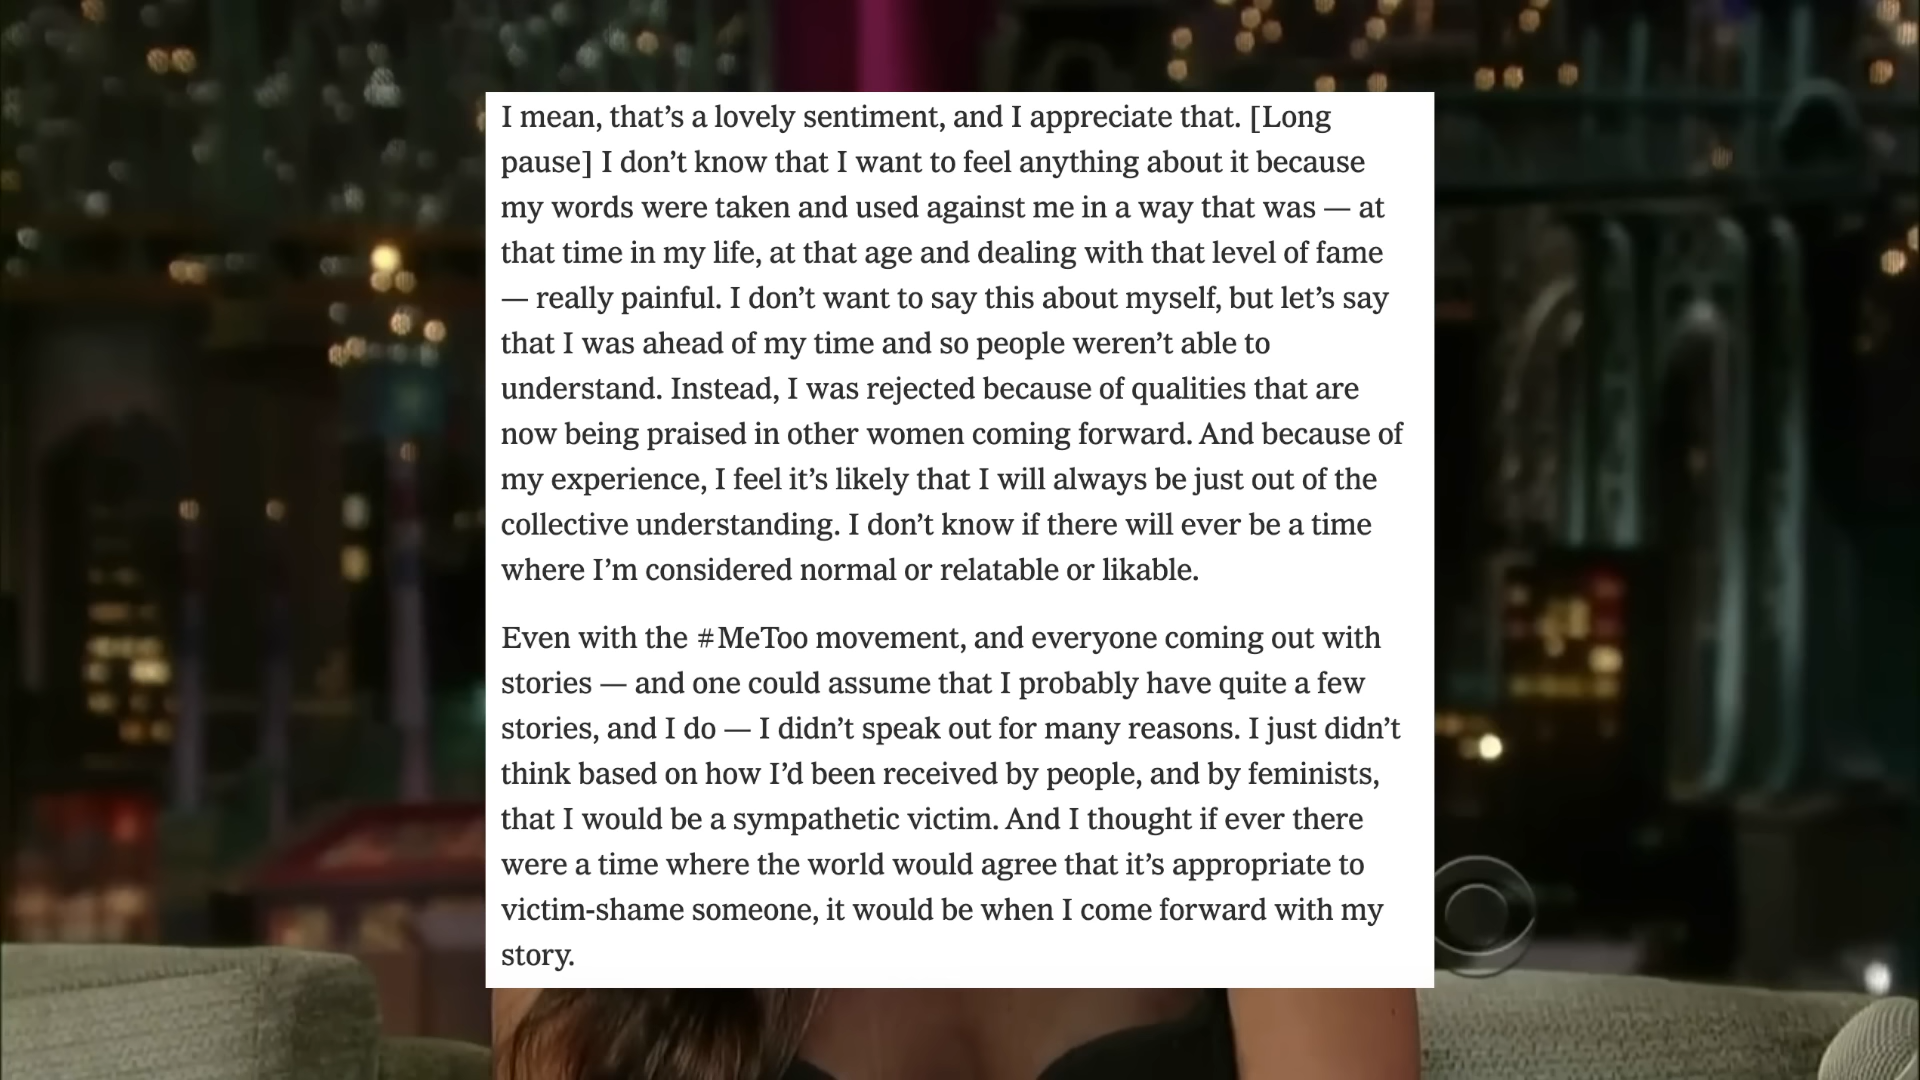 I mean, that’s a lovely sentiment, and I appreciate that. [Long
pause] I don’t know that I want to feel anything about it because
my words were taken and used against me in a way that was — at
that time in my life, at that age and dealing with that level of fame
— really painful. I don’t want to say this about myself, but let’s say
that I was ahead of my time and so people weren’t able to
understand. Instead, I was rejected because of qualities that are
now being praised in other women coming forward. And because of
my experience, I feel it’s likely that I will always be just out of the
collective understanding. I don’t know if there will ever be a time
where I’m considered normal or relatable or likable.
Even with the #MeToo movement, and everyone coming out with
stories — and one could assume that I probably have quite a few
stories, and I do — I didn’t speak out for many reasons. I just didn’t
think based on how I’d been received by people, and by feminists,
that I would be a sympathetic victim. And I thought if ever there
were a time where the world would agree that it’s appropriate to
victim-shame someone, it would be when I come forward with my
story.